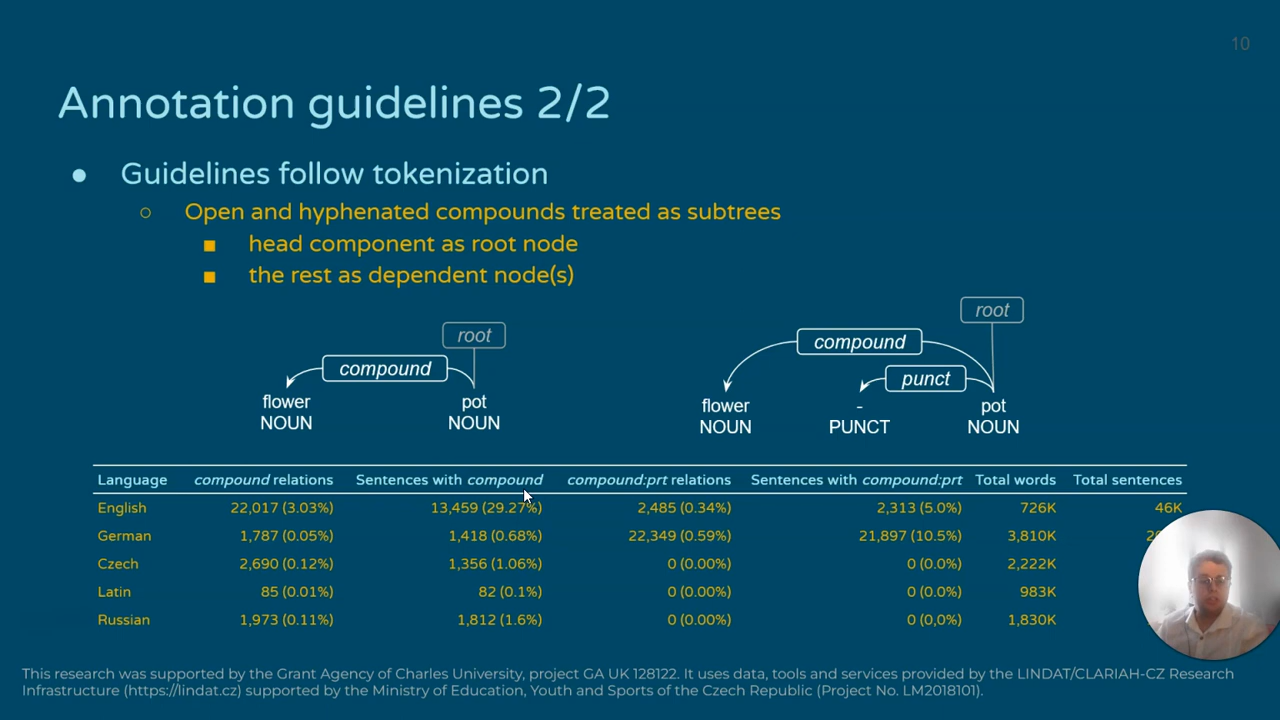 10
Annotation guidelines 2/2
● Guidelines follow tokenization
○ Open and hyphenated compounds treated as subtrees
■ head component as root node
■ the rest as dependent node(s)
root
compound
flower pot
NOUN NOUN
root
compound
punct
flower - pot
NOUN PUNCT NOUN
Language compound relations Sentences with compound compound:prt relations Sentences with compound:prt Total words Total sentences
English 22,017 (3.03%) 13,459 (29.27%) 2,485 (0.34%) 2,313 (5.0%) 726K 46K
German 1,787 (0.05%) 1,418 (0.68%) 22,349 (0.59%) 21,897 (10.5%) 3,810K
Czech 2,690 (0.12%) 1,356 (1.06%) 0 (0.00%) 0 (0.0%) 2,222K
Latin 85 (0.01%) 82 (0.1%) 0 (0.00%) 0 (0.0%) 983K
Russian 1,973 (0.11%) 1,812 (1.6%) 0 (0.00%) 0 (0,0%) 1,830K
This research was supported by the Grant Agency of Charles University, project GA UK 128122. It uses data, tools and services provided by the LINDAT/CLARIAH-CZ Research
Infrastructure (https://lindat.cz) supported by the Ministry of Education, Youth and Sports of the Czech Republic (Project No. LM2018101).